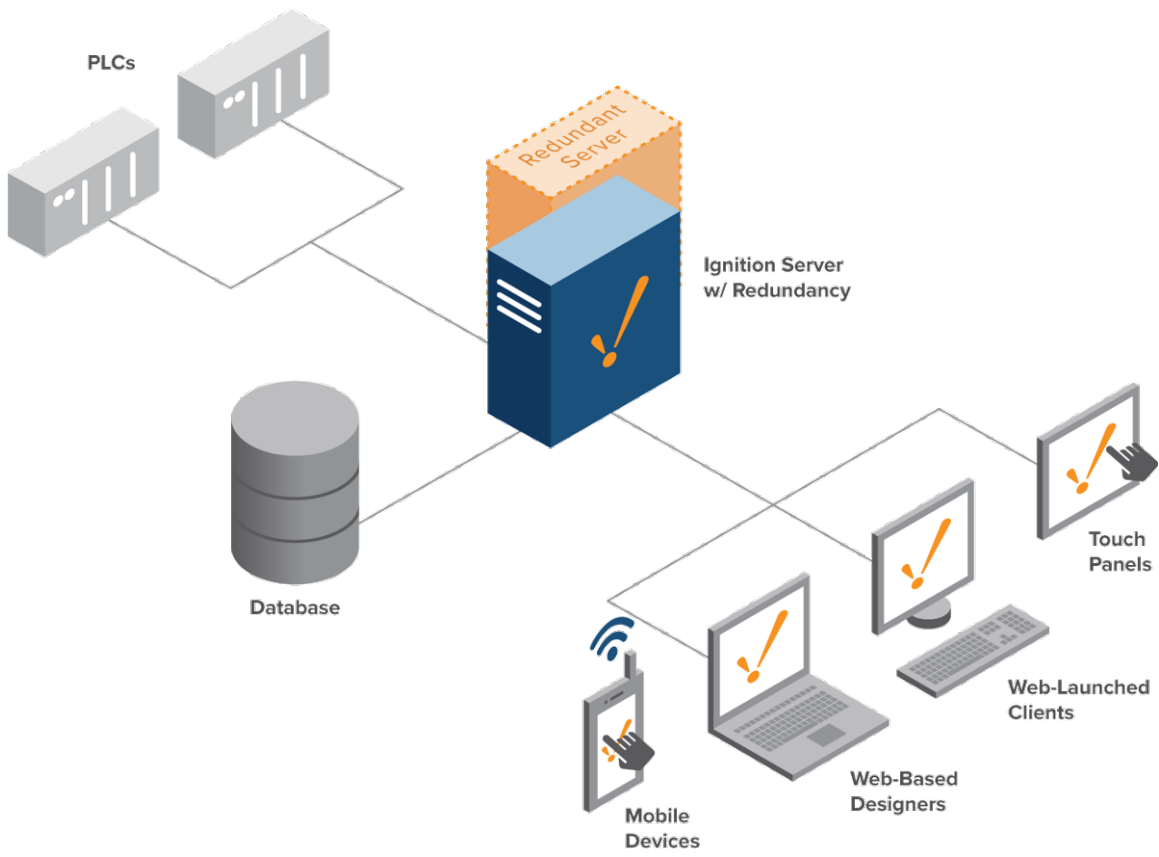 PLCs
Redundant
Server
Ignition Server
w/ Redundancy
Touch
Panels
Database
Web-Launched
Clients
Web-Based
Designers
Mobile
Devices